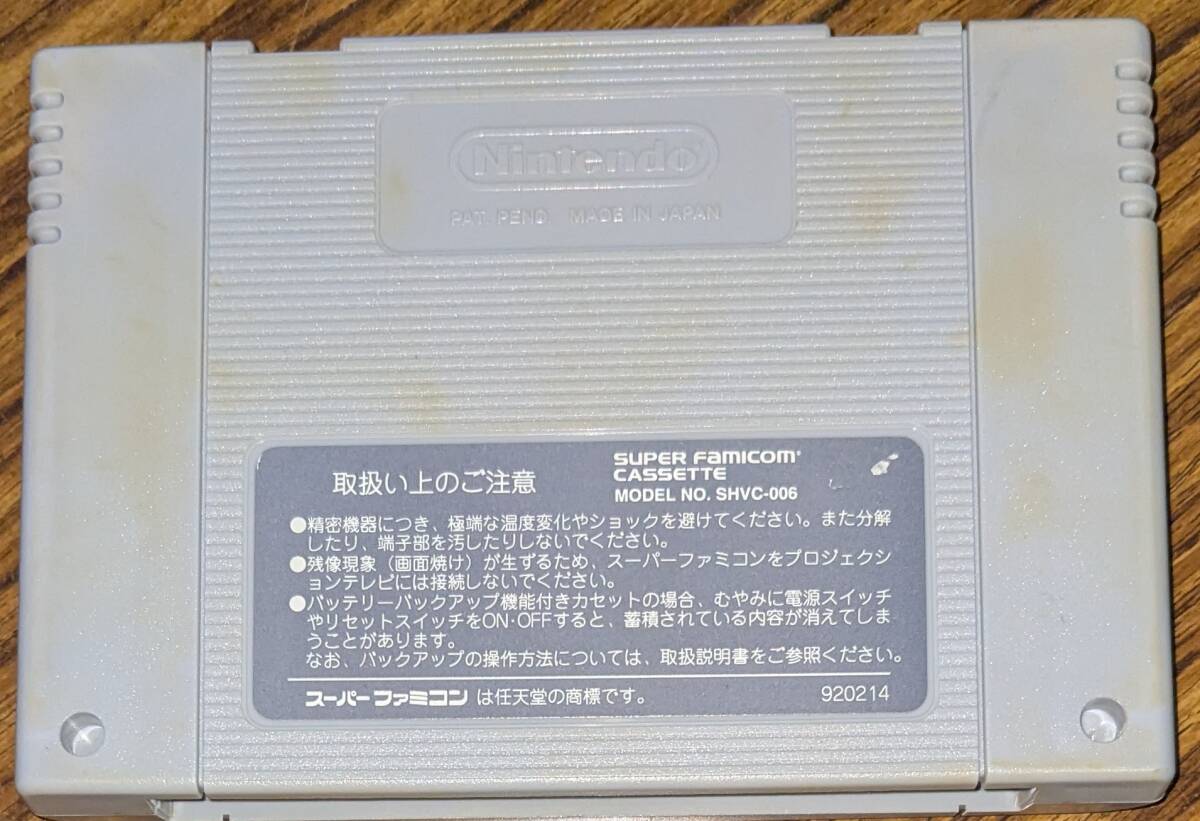 Nintendo
PAT. PEND. MADE IN JAPAN
取扱い上のご注意
SUPER FAMICOM
CASSETTE
MODEL NO. SHVC-006
●精密機器につき、極端な湿度変化やショックを避けてください。また分解
したり、端子部を汚したりしないでください。
●残像現象（画面焼け）が生ずるため、スーパーファミコンをプロジェクシ
ョンテレビには接続しないでください。
●バッテリーバックアップ機能付きカセットの場合、むやみに電源スイッチ
やリセットスイッチをON･OFFすると、蓄積されている内容が消えてしま
うことがあります。
なお、バックアップの操作方法については、取扱説明書をご参照ください。
スーパーファミコン は任天堂の商標です。
920214